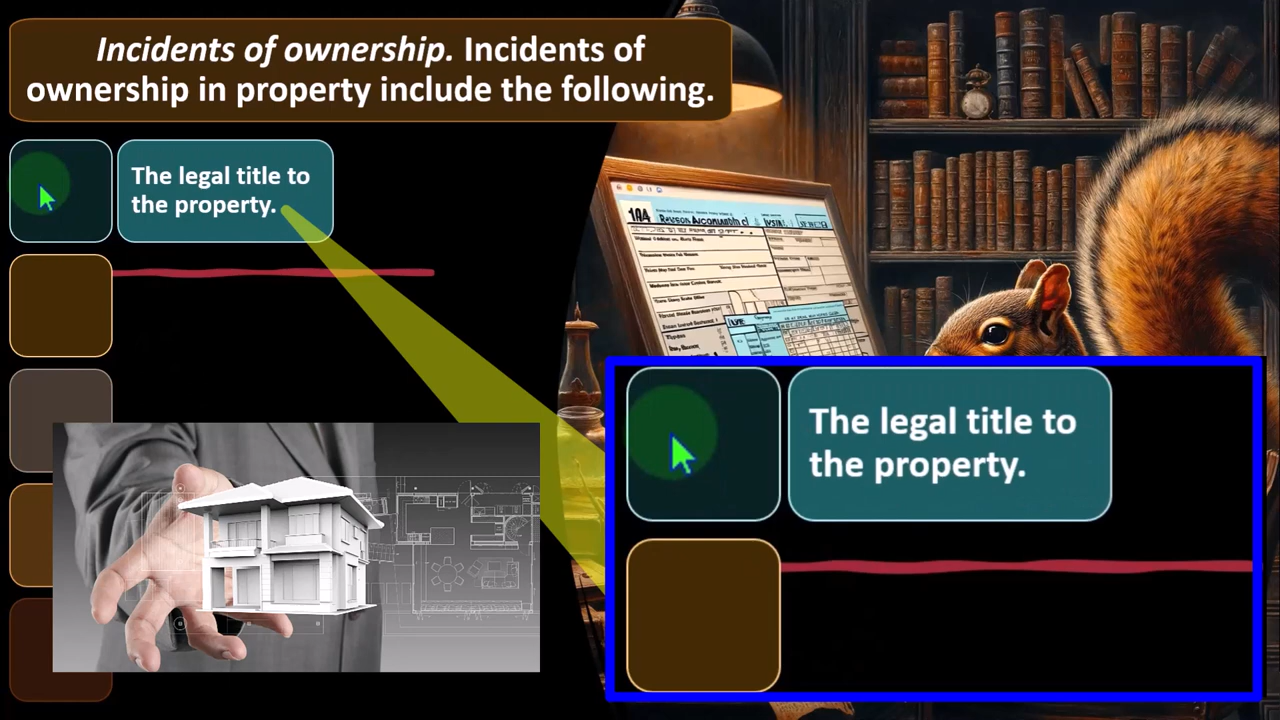 Incidents of ownership. Incidents of
ownership in property include the following.
The legal title to
the property.
The legal title to
the property.